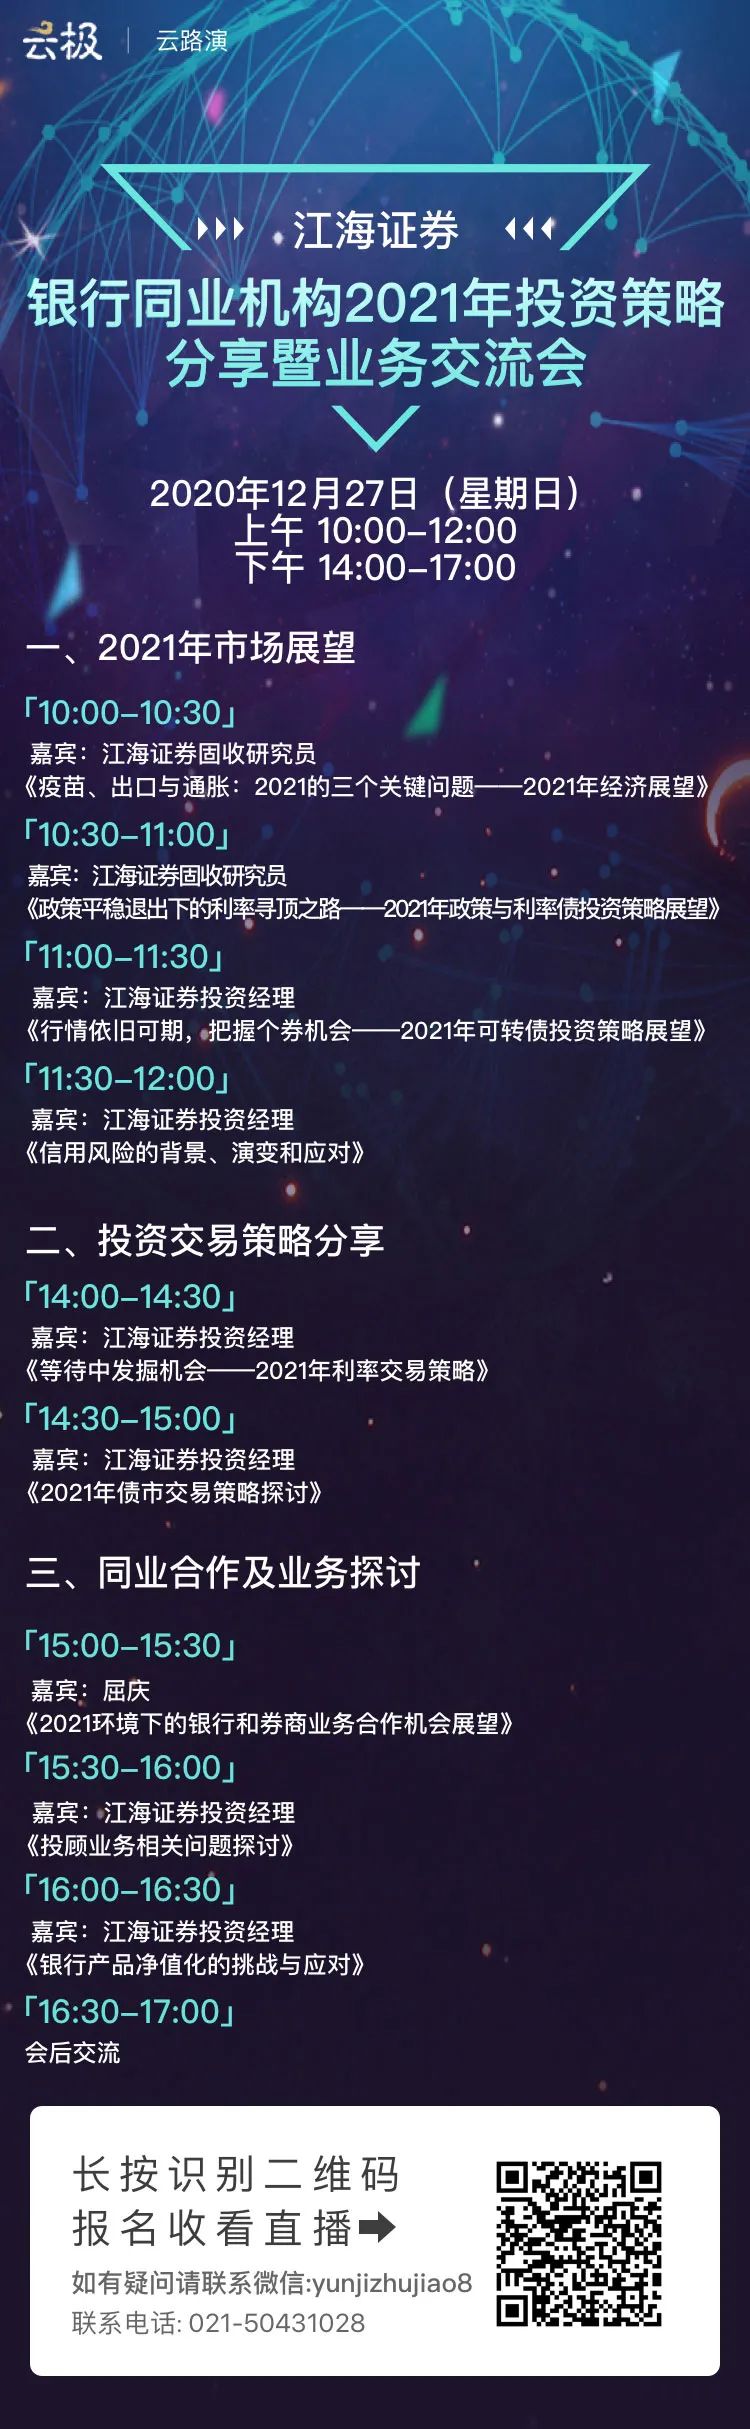 云极 | 云路演
江海证券
银行同业机构2021年投资策略
分享暨业务交流会
2020年12月27日（星期日）
上午 10:00-12:00
下午 14:00-17:00
一、2021年市场展望
「10:00-10:30」
嘉宾：江海证券固收研究员
《疫苗、出口与通胀：2021的三个关键问题——2021年经济展望》
「10:30-11:00」
嘉宾：江海证券固收研究员
《政策平稳退出下的利率寻顶之路——2021年政策与利率债投资策略展望》
「11:00-11:30」
嘉宾：江海证券投资经理
《行情依旧可期，把握个券机会——2021年可转债投资策略展望》
「11:30-12:00」
嘉宾：江海证券投资经理
《信用风险的背景、演变和应对》
二、投资交易策略分享
「14:00-14:30」
嘉宾：江海证券投资经理
《等待中发掘机会——2021年利率交易策略》
「14:30-15:00」
嘉宾：江海证券投资经理
《2021年债市交易策略探讨》
三、同业合作及业务探讨
「15:00-15:30」
嘉宾：屈庆
《2021环境下的银行和券商业务合作机会展望》
「15:30-16:00」
嘉宾：江海证券投资经理
《投顾业务相关问题探讨》
「16:00-16:30」
嘉宾：江海证券投资经理
《银行产品净值化的挑战与应对》
「16:30-17:00」
会后交流
长按识别二维码
报名收看直播➡
如有疑问请联系微信:yunjizhujiao8
联系电话: 021-50431028